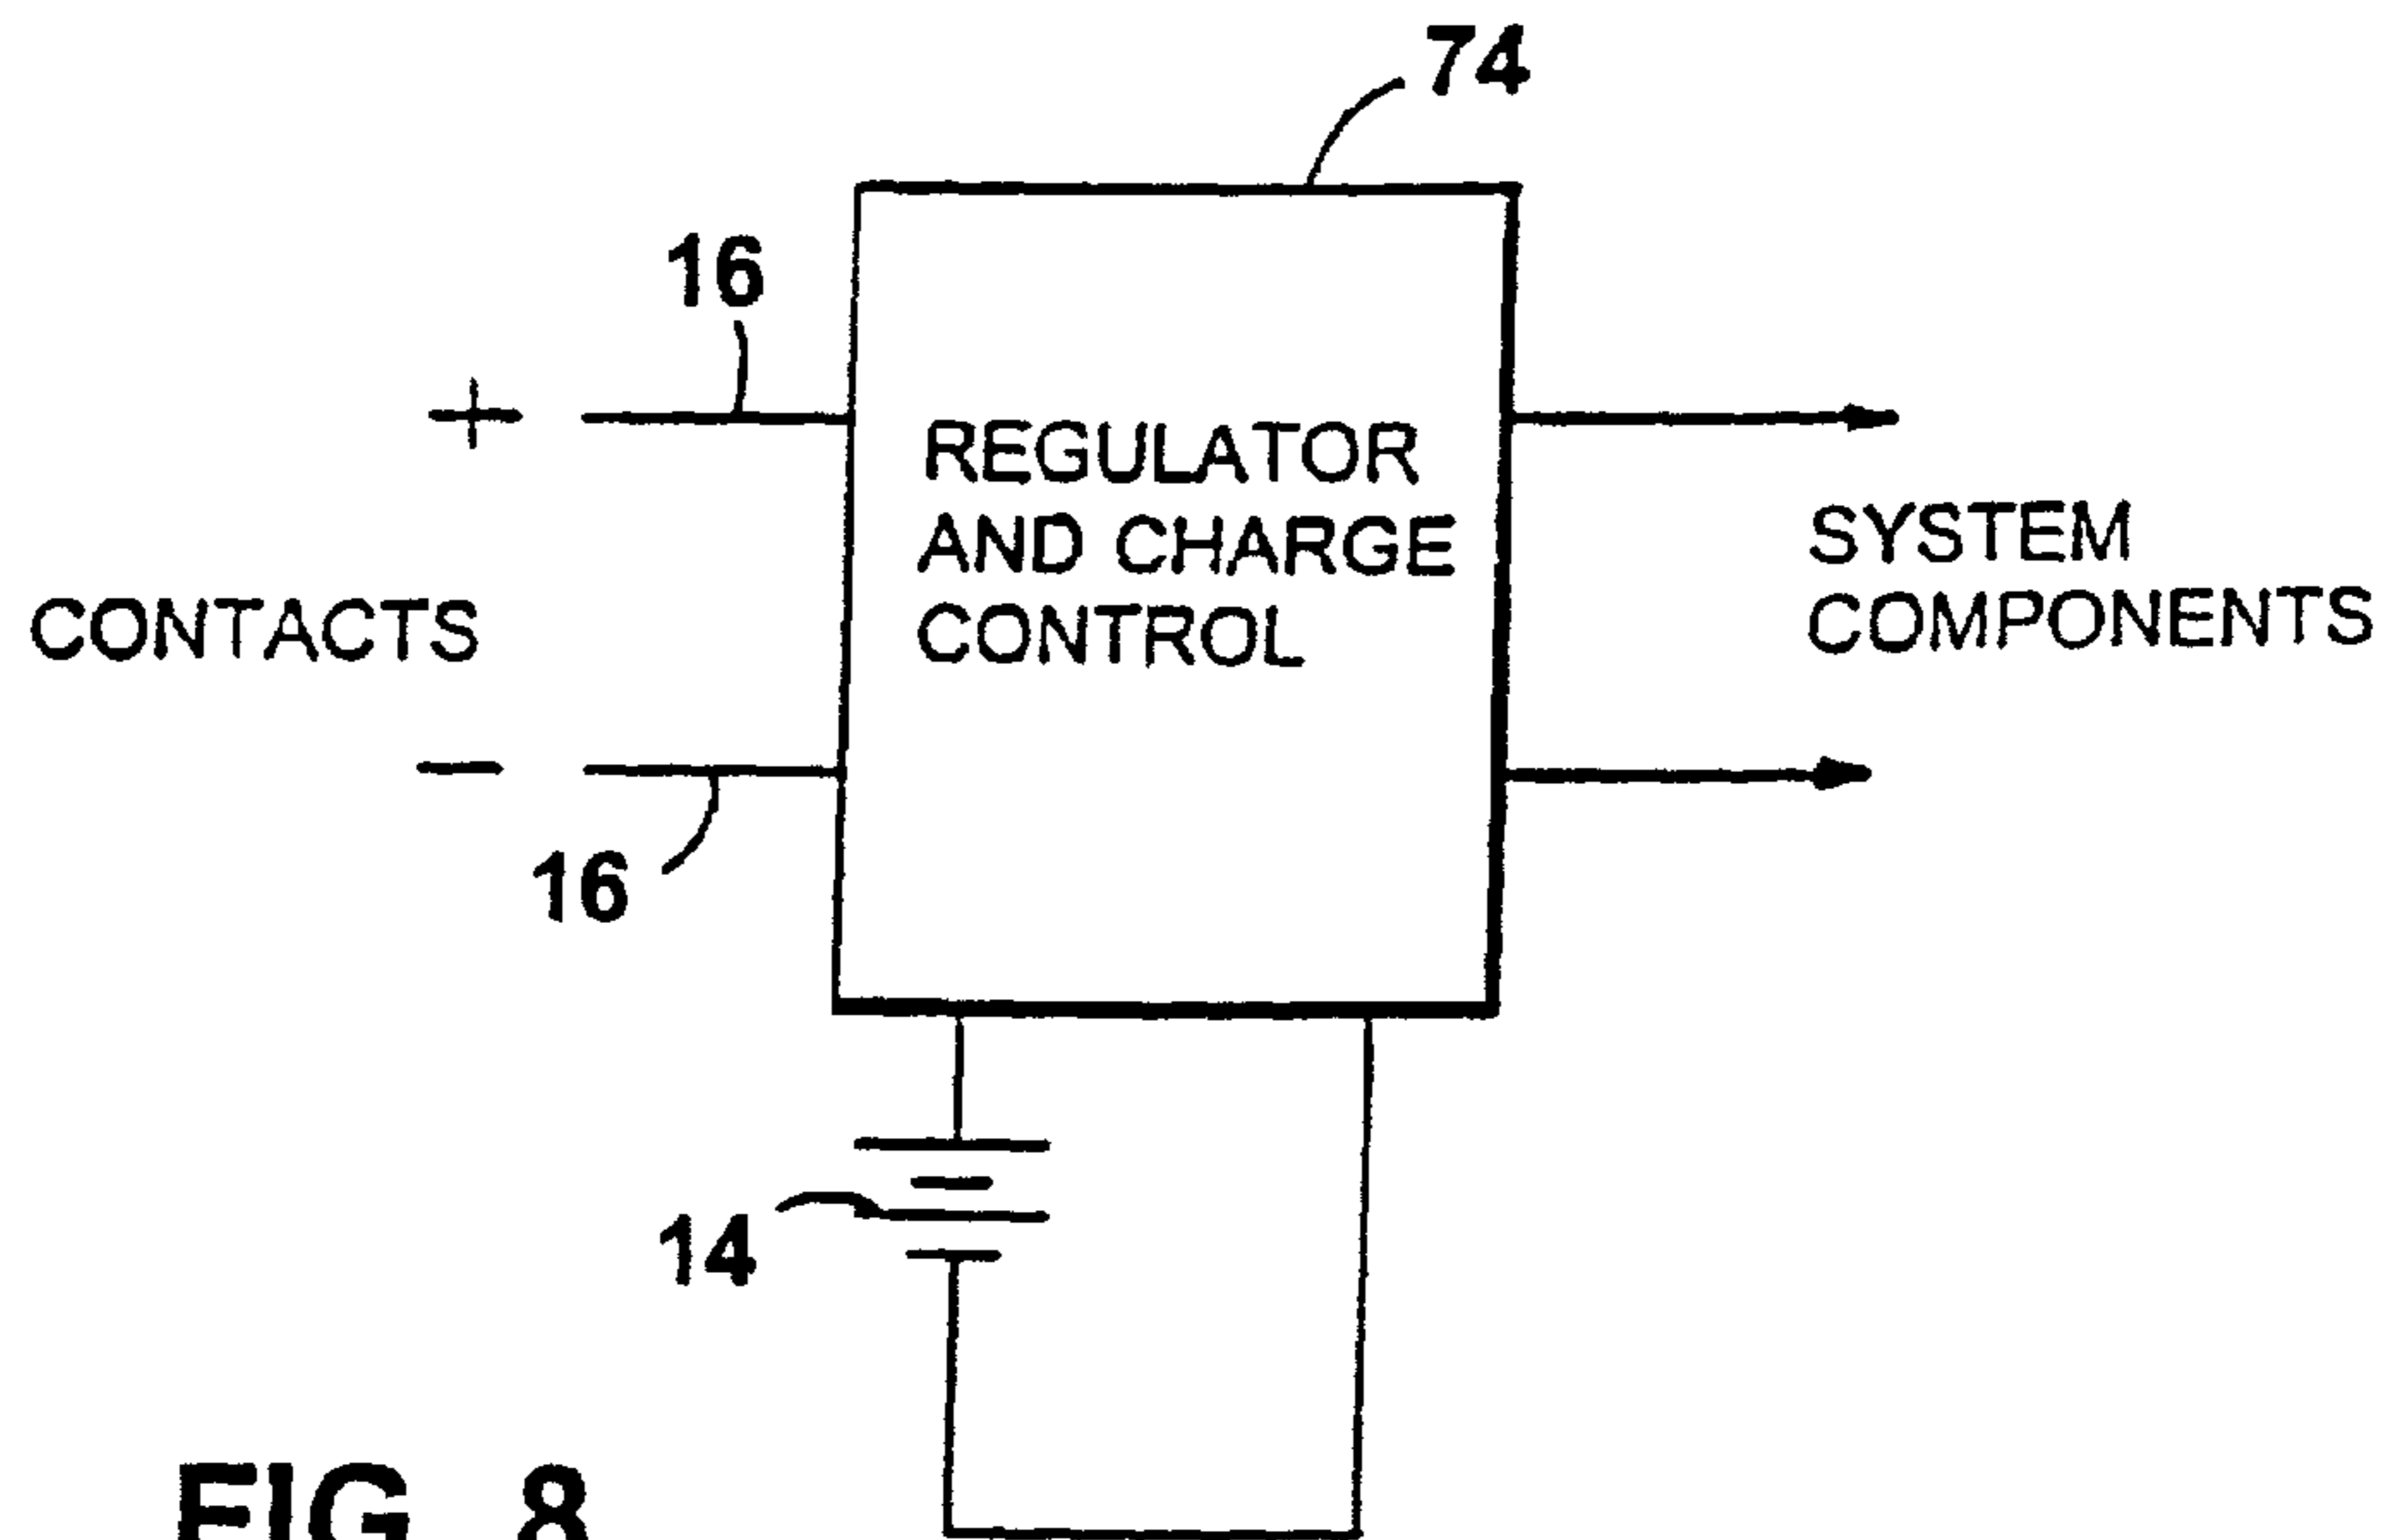 74
16
+
REGULATOR
AND CHARGE
CONTROL
SYSTEM
COMPONENTS
CONTACTS
-
16
14
FIG. 8